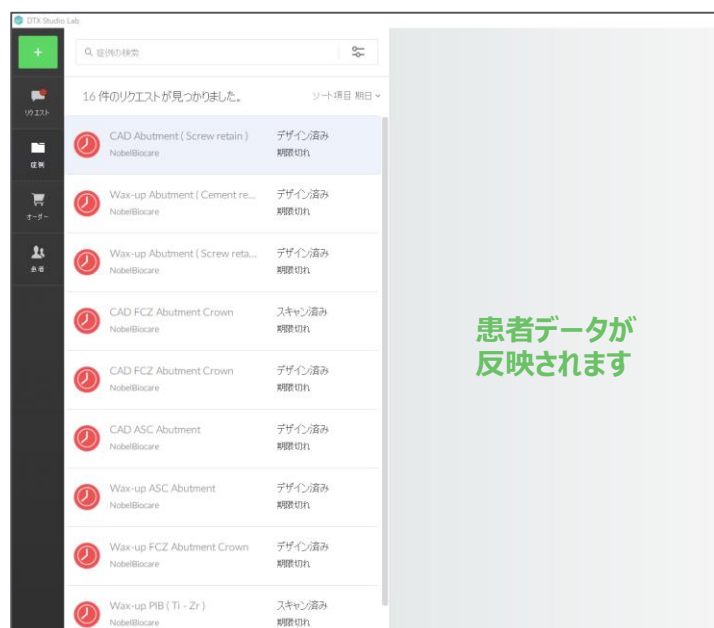 DTX Studio Lab
症例の検索
16 件のリクエストが見つかりました。
ソート項目 期日
リクエスト
症例
オーダー
患者
CAD Abutment ( Screw retain )
デザイン済み
NobelBiocare
期限切れ
Wax-up Abutment ( Cement re...
デザイン済み
NobelBiocare
期限切れ
Wax-up Abutment ( Screw reta...
デザイン済み
NobelBiocare
期限切れ
CAD FCZ Abutment Crown
スキャン済み
NobelBiocare
期限切れ
CAD FCZ Abutment Crown
デザイン済み
NobelBiocare
期限切れ
CAD ASC Abutment
デザイン済み
NobelBiocare
期限切れ
Wax-up ASC Abutment
デザイン済み
NobelBiocare
期限切れ
Wax-up FCZ Abutment Crown
デザイン済み
NobelBiocare
期限切れ
Wax-up PIB ( Ti - Zr )
スキャン済み
NobelBiocare
期限切れ
患者データが
反映されます